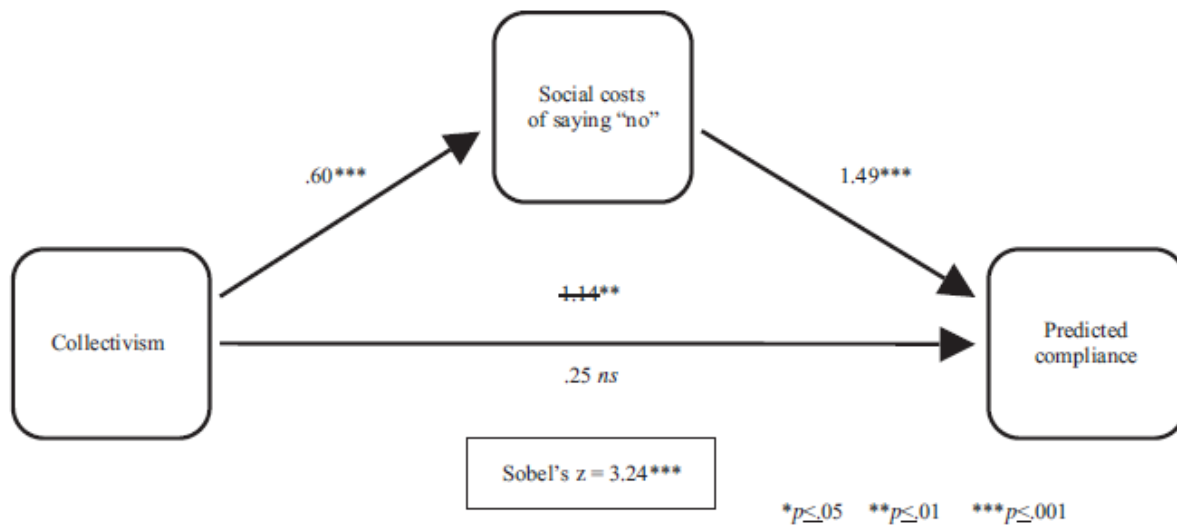 Social costs
of saying “no”
.60***
1.49***
1.14**
Collectivism
Predicted
compliance
.25 ns
Sobel’s z = 3.24***
*p≤.05 **p≤.01 ***p≤.001